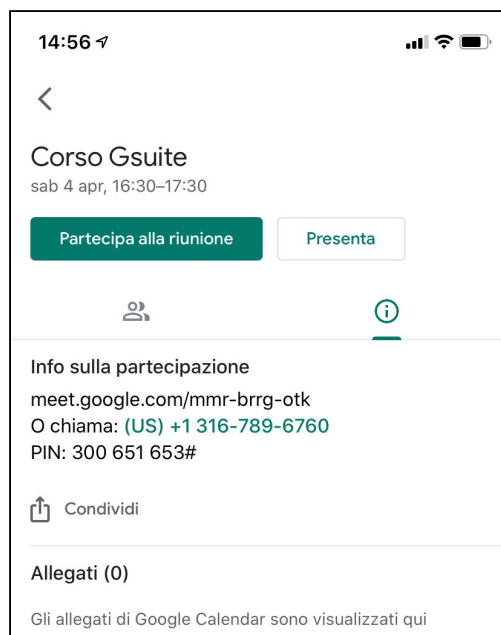 14:56
Corso Gsuite
sab 4 apr, 16:30–17:30
Partecipa alla riunione
Presenta
Info sulla partecipazione
meet.google.com/mmr-brrg-otk
O chiama: (US) +1 316-789-6760
PIN: 300 651 653#
Condividi
Allegati (0)
Gli allegati di Google Calendar sono visualizzati qui